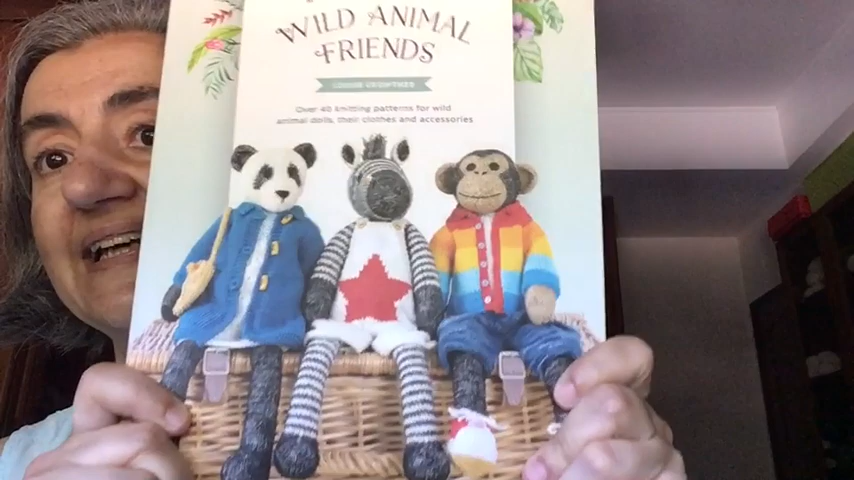 WILD ANIMAL
FRIENDS
Over 40 knitting patterns for wild
animal dolls, their clothes and accessories